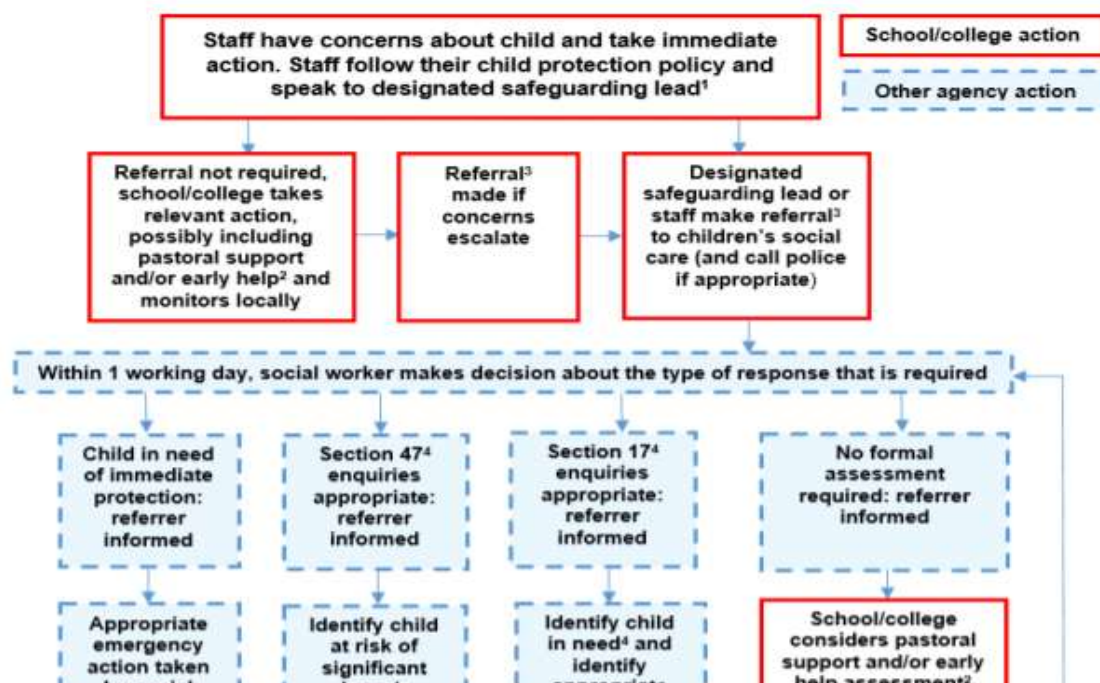 Staff have concerns about child and take immediate
action. Staff follow their child protection policy and
speak to designated safeguarding lead¹
School/college action
Other agency action
Referral not required,
school/college takes
relevant action,
possibly including
pastoral support
and/or early help² and
monitors locally
Referral³
made if
concerns
escalate
Designated
safeguarding lead or
staff make referral³
to children's social
care (and call police
if appropriate)
Within 1 working day, social worker makes decision about the type of response that is required
Child in need
of immediate
protection:
referrer
informed
Section 47⁴
enquiries
appropriate:
referrer
informed
Section 17⁴
enquiries
appropriate:
referrer
informed
No formal
assessment
required: referrer
informed
Appropriate
emergency
action taken
Identify child
at risk of
significant
Identify child
in need⁴ and
identify
appropriate
School/college
considers pastoral
support and/or early
help assessment²